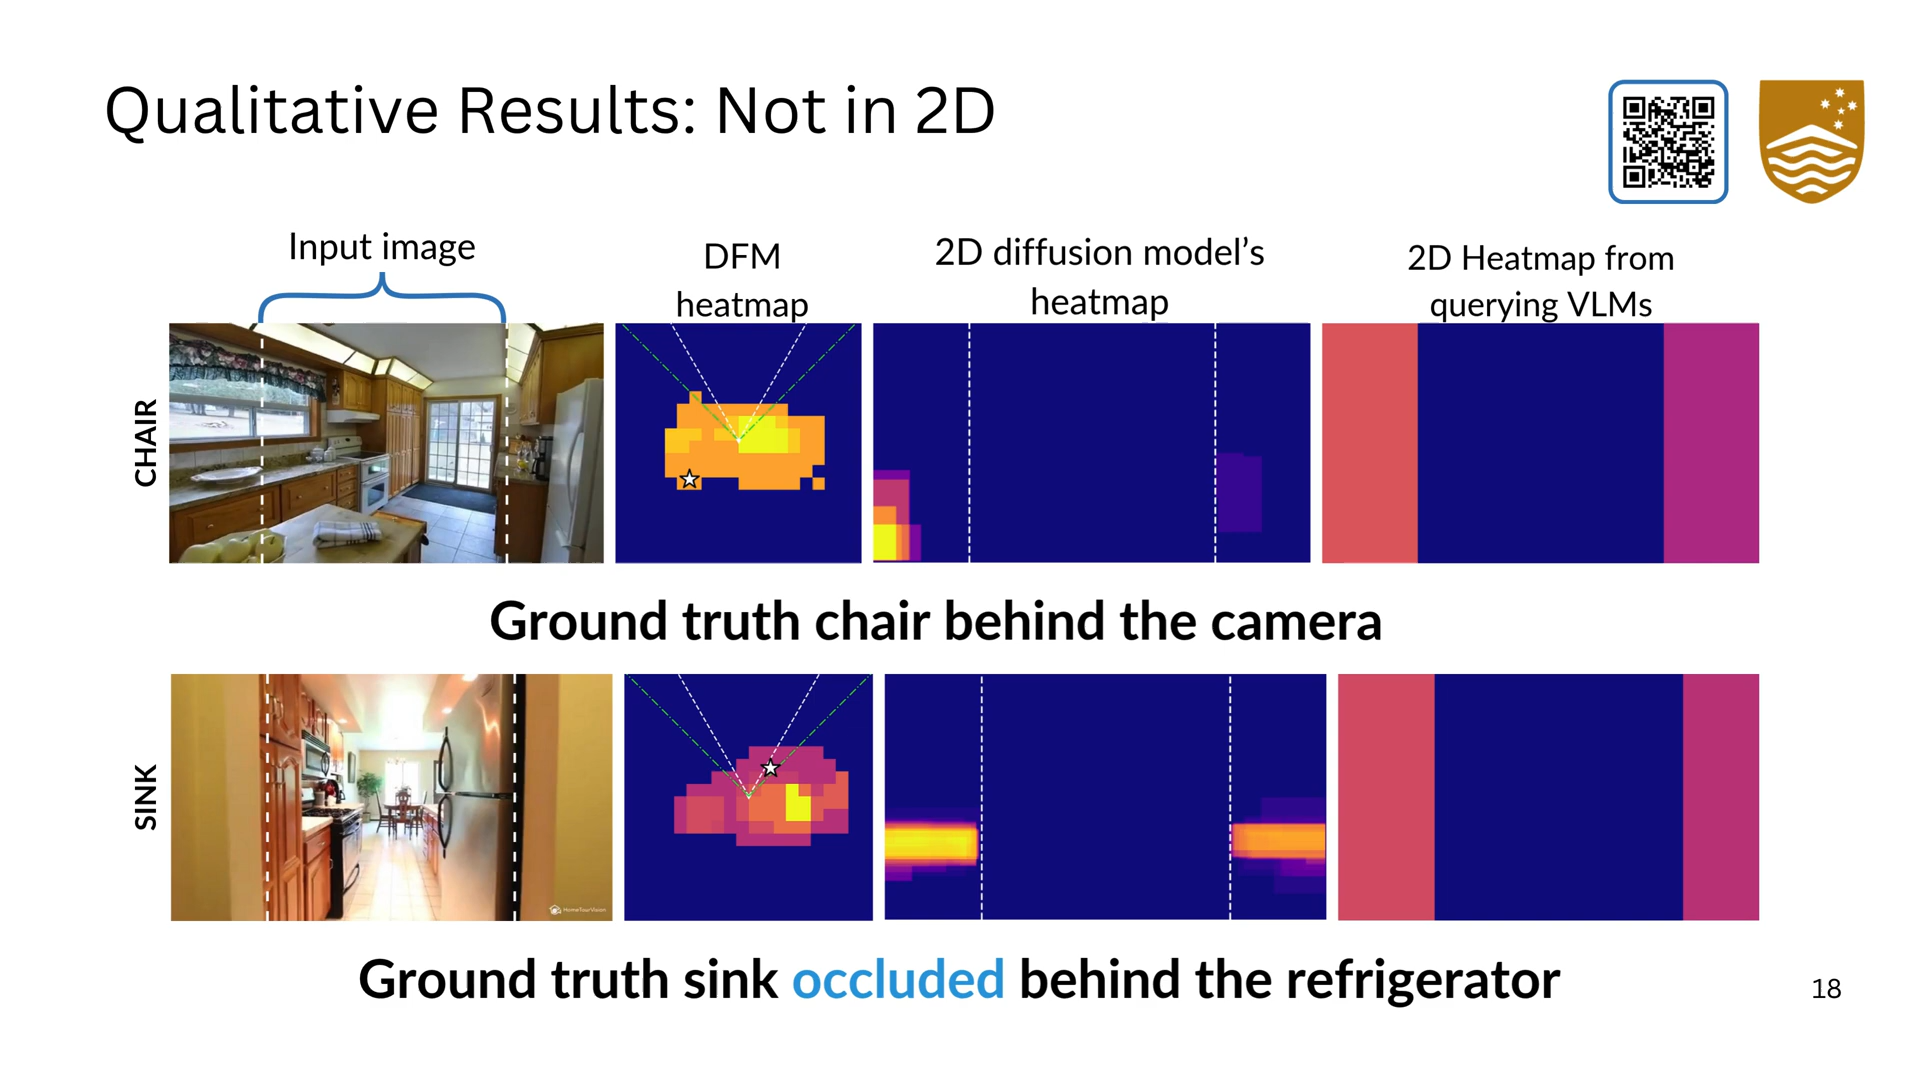 Qualitative Results: Not in 2D
Input image
DFM
heatmap
2D diffusion model’s
heatmap
2D Heatmap from
querying VLMs
CHAIR
Ground truth chair behind the camera
SINK
HomeTourVision
Ground truth sink occluded behind the refrigerator
18